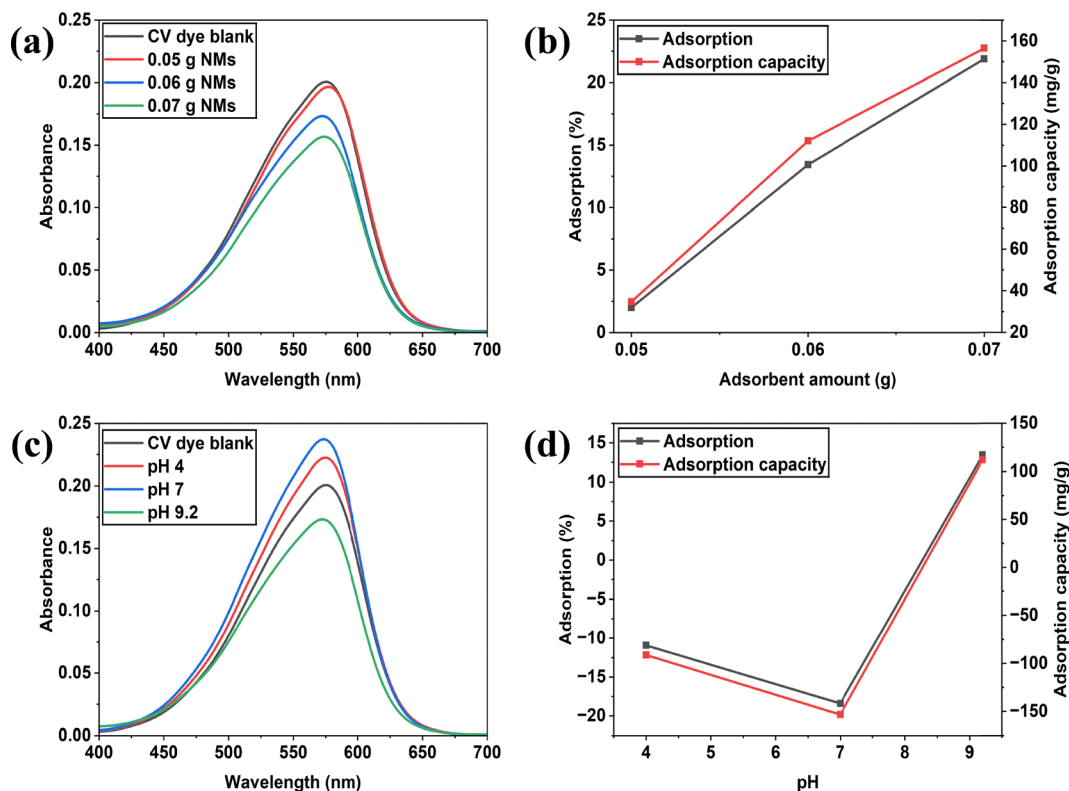 (a)
CV dye blank
0.05 g NMs
0.06 g NMs
0.07 g NMs
0.25
0.20
0.15
0.10
0.05
0.00
Absorbance
400 450 500 550 600 650 700
Wavelength (nm)
(b)
Adsorption
Adsorption capacity
25
20
15
10
5
0
Adsorption (%)
160
140
120
100
80
60
40
20
Adsorption capacity (mg/g)
0.05 0.06 0.07
Adsorbent amount (g)
(c)
CV dye blank
pH 4
pH 7
pH 9.2
0.25
0.20
0.15
0.10
0.05
0.00
Absorbance
400 450 500 550 600 650 700
Wavelength (nm)
(d)
Adsorption
Adsorption capacity
15
10
5
0
−5
−10
−15
−20
Adsorption (%)
150
100
50
0
−50
−100
−150
Adsorption capacity (mg/g)
4 5 6 7 8 9
pH